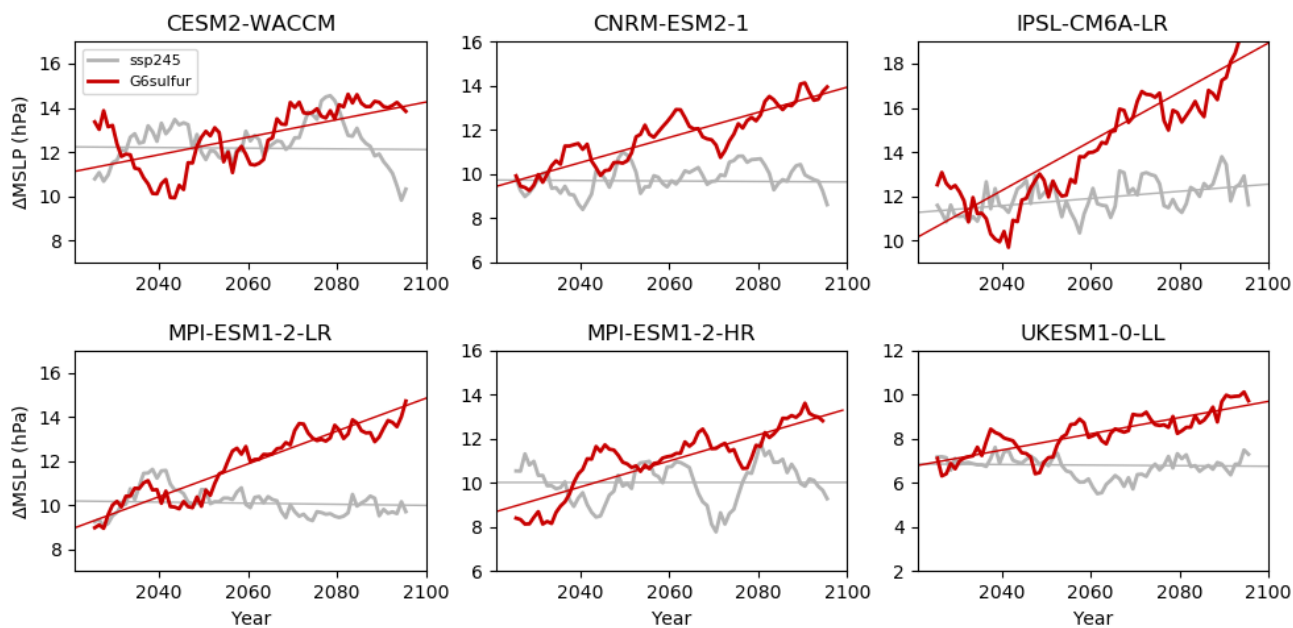 CESM2-WACCM
CNRM-ESM2-1
IPSL-CM6A-LR
ssp245
G6sulfur
ΔMSLP (hPa)
16
14
12
10
8
2040 2060 2080 2100
16
14
12
10
8
6
2040 2060 2080 2100
18
16
14
12
10
2040 2060 2080 2100
MPI-ESM1-2-LR
MPI-ESM1-2-HR
UKESM1-0-LL
ΔMSLP (hPa)
16
14
12
10
8
2040 2060 2080 2100
Year
16
14
12
10
8
6
2040 2060 2080 2100
Year
12
10
8
6
4
2
2040 2060 2080 2100
Year